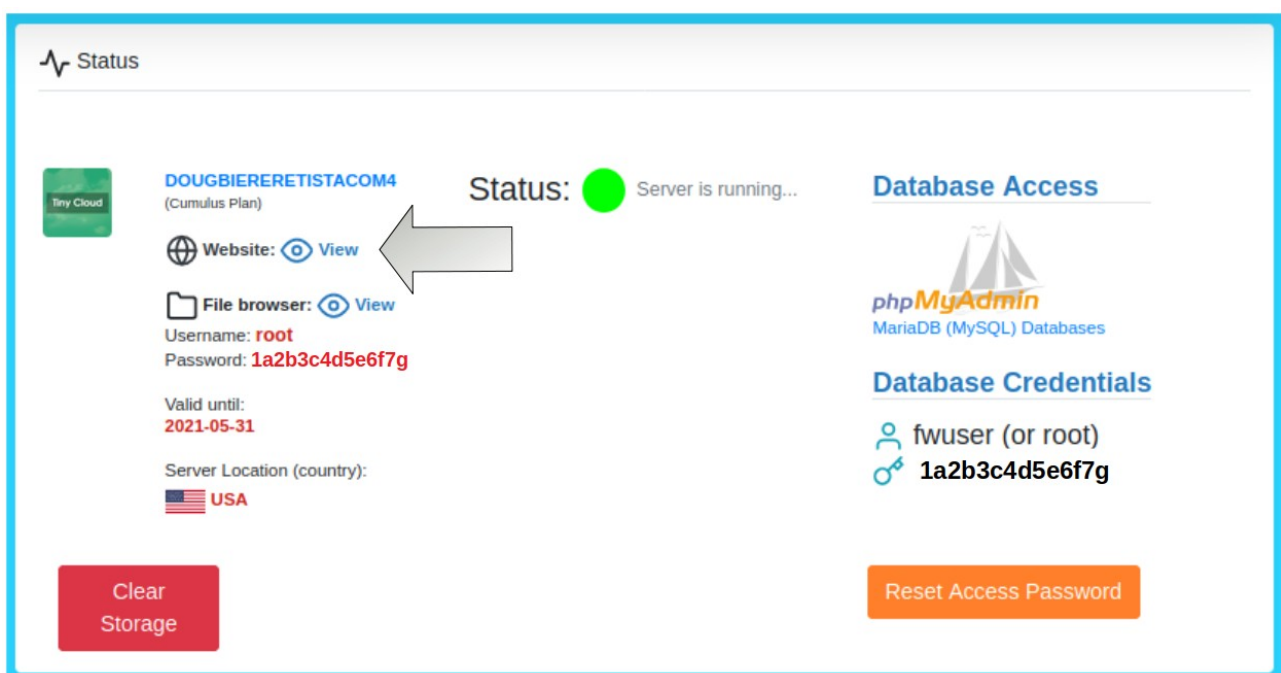 Status
Tiny Cloud
DOUGBIERERETISTACOM4
(Cumulus Plan)
Website: View
File browser: View
Username: root
Password: 1a2b3c4d5e6f7g
Valid until:
2021-05-31
Server Location (country):
USA
Clear
Storage
Status: Server is running...
Database Access
phpMyAdmin
MariaDB (MySQL) Databases
Database Credentials
fwuser (or root)
1a2b3c4d5e6f7g
Reset Access Password